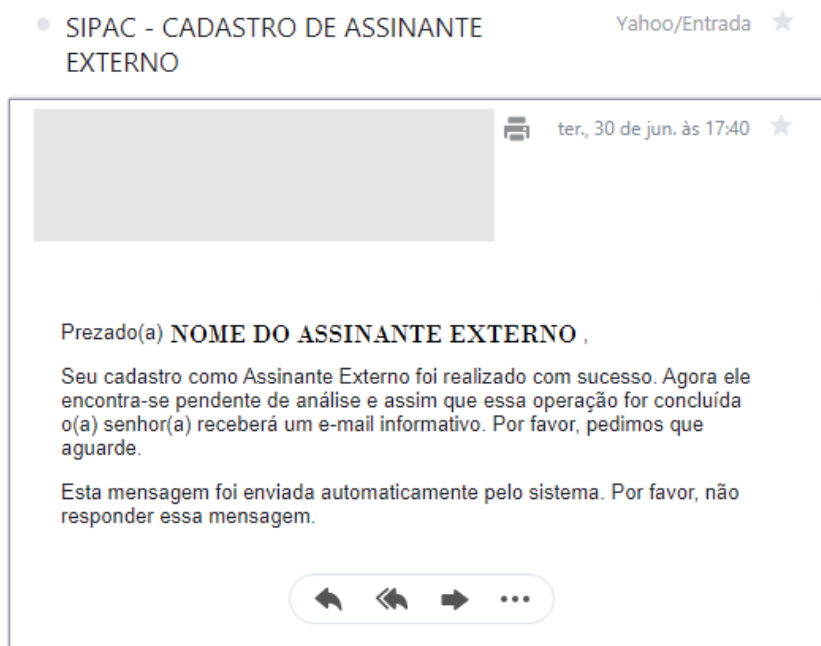 SIPAC - CADASTRO DE ASSINANTE
EXTERNO
Yahoo/Entrada
ter., 30 de jun. às 17:40
Prezado(a) NOME DO ASSINANTE EXTERNO ,
Seu cadastro como Assinante Externo foi realizado com sucesso. Agora ele
encontra-se pendente de análise e assim que essa operação for concluída
o(a) senhor(a) receberá um e-mail informativo. Por favor, pedimos que
aguarde.
Esta mensagem foi enviada automaticamente pelo sistema. Por favor, não
responder essa mensagem.